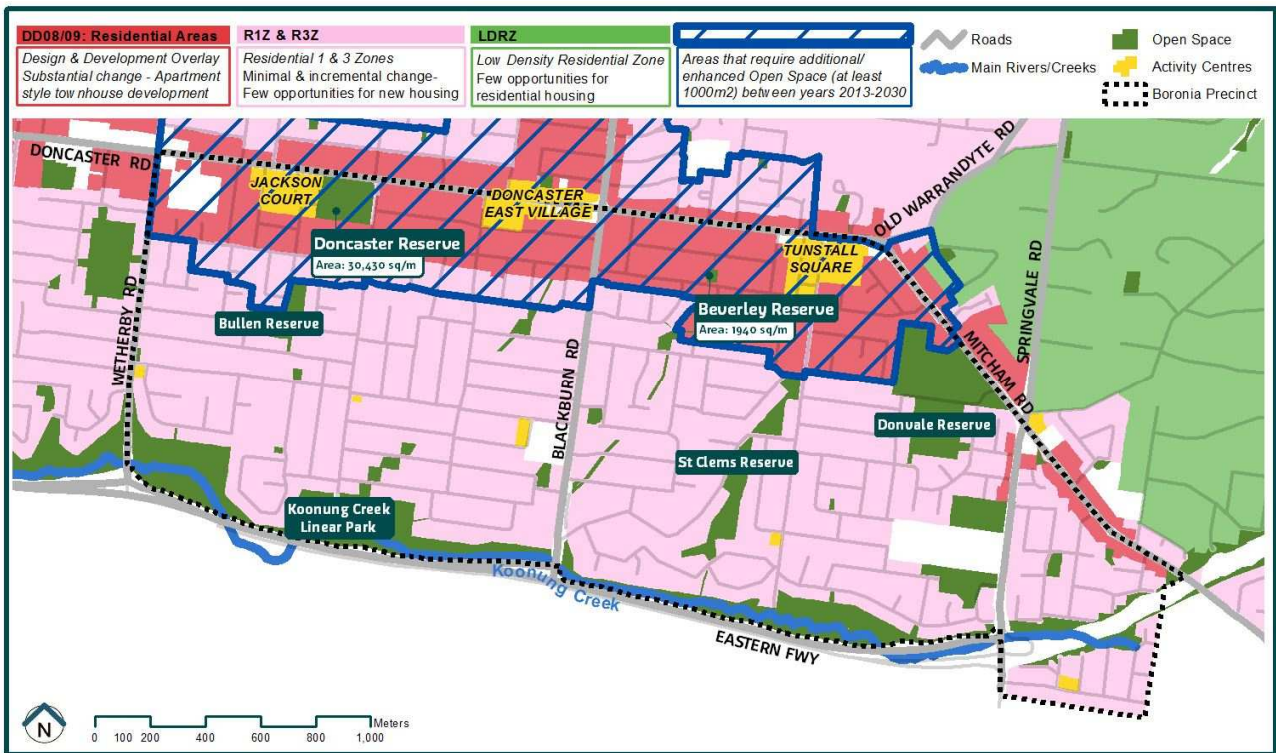 DD08/09: Residential Areas
Design & Development Overlay
Substantial change - Apartment
style townhouse development
R1Z & R3Z
Residential 1 & 3 Zones
Minimal & incremental change-
Few opportunities for new housing
LDRZ
Low Density Residential Zone
Few opportunities for
residential housing
Areas that require additional/
enhanced Open Space (at least
1000m2) between years 2013-2030
Roads
Main Rivers/Creeks
Open Space
Activity Centres
Boronia Precinct
DONCASTER RD
JACKSON
COURT
DONCASTER
EAST VILLAGE
OLD WARRANDYTE RD
Doncaster Reserve
Area: 30,430 sq/m
TUNSTALL
SQUARE
SPRINGVALE RD
WETHERBY RD
Bullen Reserve
Beverley Reserve
Area: 1940 sq/m
BLACKBURN RD
MITCHAM RD
Donvale Reserve
St Clems Reserve
Koonung Creek
Linear Park
Koonung Creek
EASTERN FWY
N
Meters
0 100 200 400 600 800 1,000